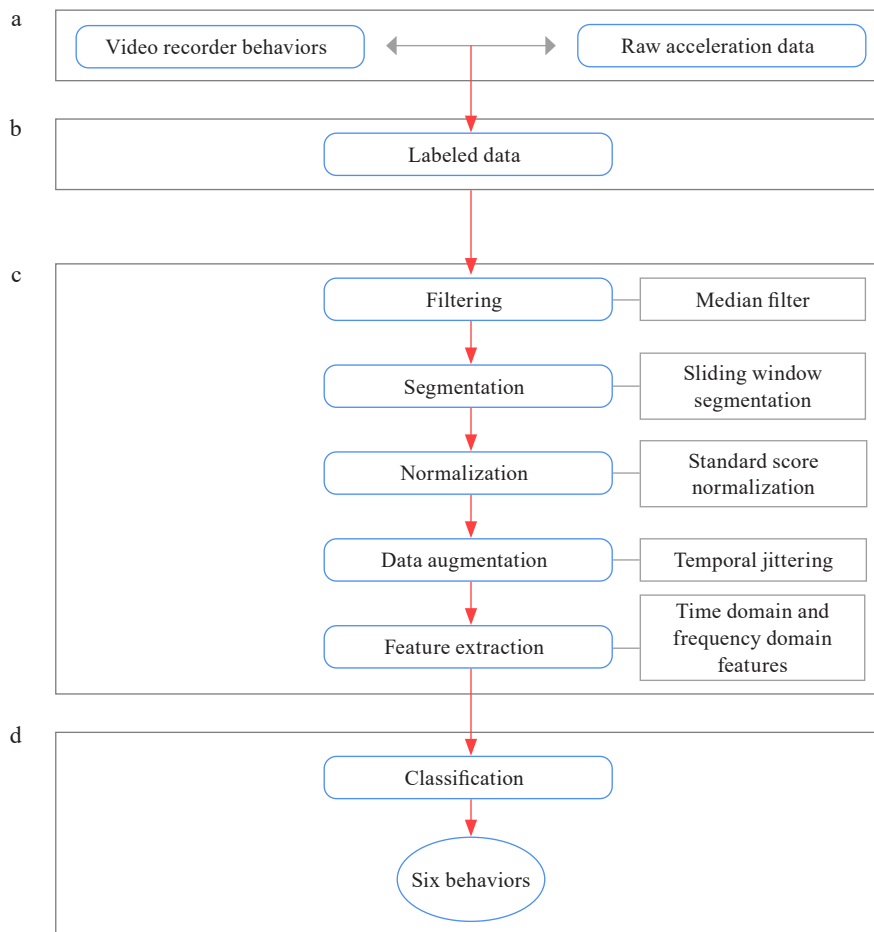 a
Video recorder behaviors
Raw acceleration data
b
Labeled data
c
Filtering
Median filter
Segmentation
Sliding window
segmentation
Normalization
Standard score
normalization
Data augmentation
Temporal jittering
Feature extraction
Time domain and
frequency domain
features
d
Classification
Six behaviors